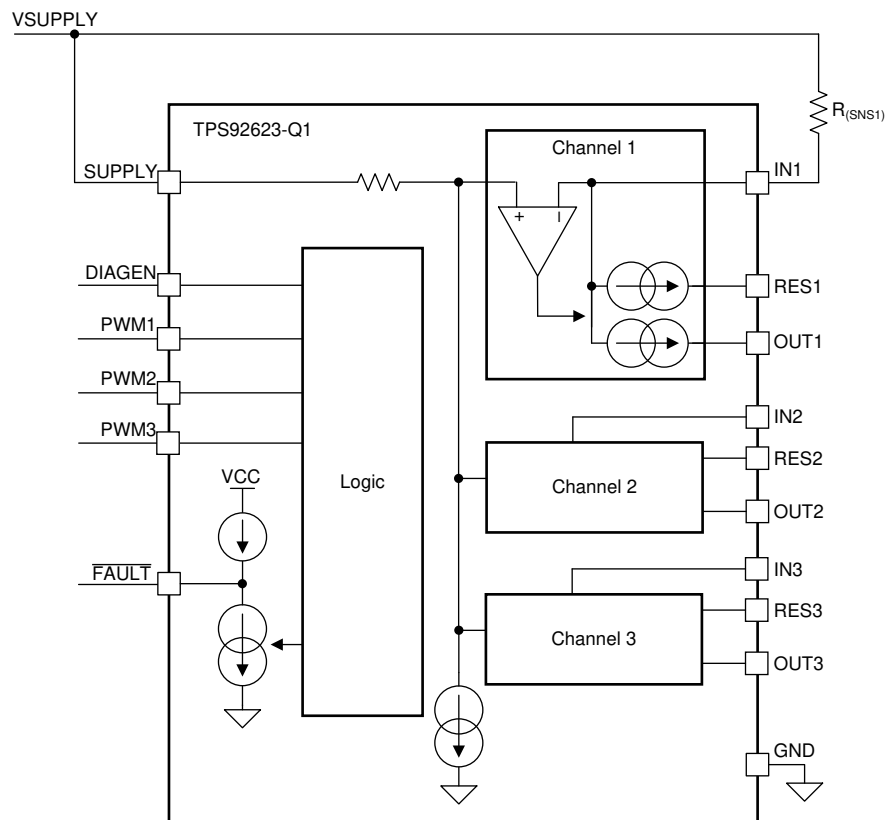 VSUPPLY
R(SNS1)
TPS92623-Q1
Channel 1
SUPPLY
IN1
+
–
DIAGEN
RES1
PWM1
OUT1
PWM2
IN2
PWM3
RES2
VCC
Logic
Channel 2
OUT2
FAULT
IN3
RES3
Channel 3
OUT3
GND